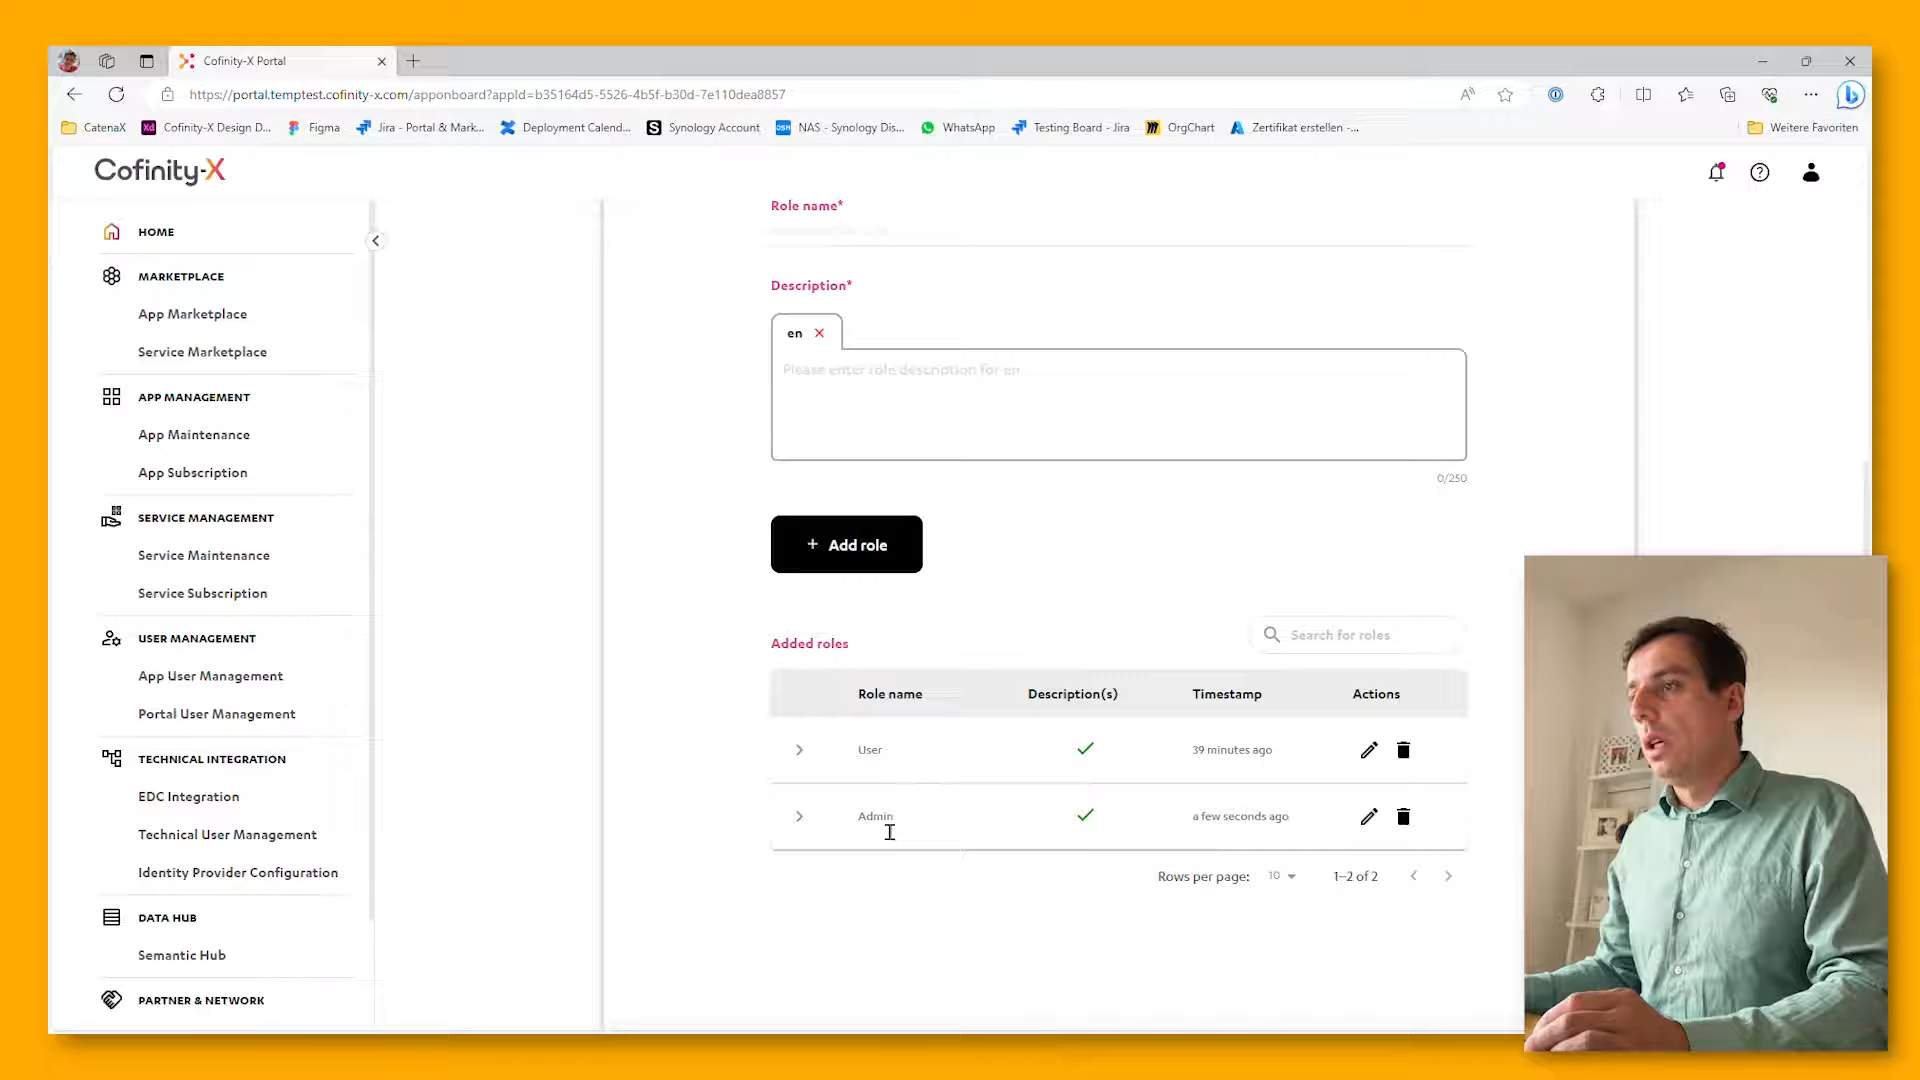 Cofinity-X Portal
https://portal.temptest.cofinity-x.com/apponboard?appId=b35164d5-5526-4b5f-b30d-7e110dea8857
CatenaX
Cofinity-X Design D...
Figma
Jira - Portal & Mark...
Deployment Calend...
Synology Account
NAS - Synology Dis...
WhatsApp
Testing Board - Jira
OrgChart
Zertifikat erstellen -...
Weitere Favoriten
Cofinity-X
HOME
MARKETPLACE
App Marketplace
Service Marketplace
APP MANAGEMENT
App Maintenance
App Subscription
SERVICE MANAGEMENT
Service Maintenance
Service Subscription
USER MANAGEMENT
App User Management
Portal User Management
TECHNICAL INTEGRATION
EDC Integration
Technical User Management
Identity Provider Configuration
DATA HUB
Semantic Hub
PARTNER & NETWORK
Role name*
Description*
en
Please enter role description for en
0/250
+ Add role
Added roles
Search for roles
Role name Description(s) Timestamp Actions
User 39 minutes ago
Admin a few seconds ago
Rows per page: 10 1–2 of 2